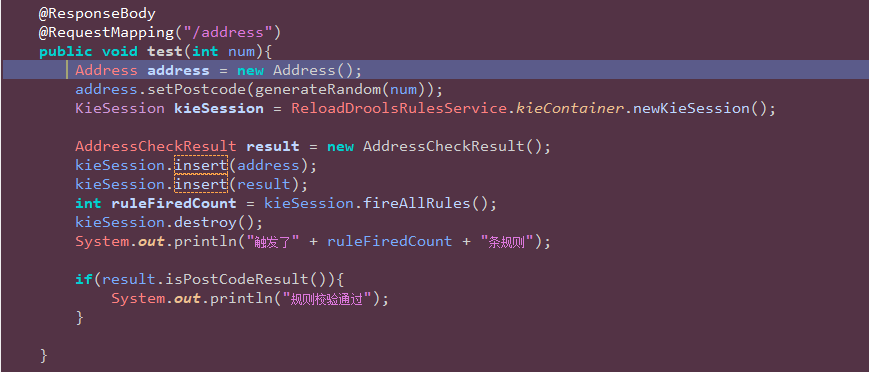 @ResponseBody
@RequestMapping("/address")
public void test(int num){
Address address = new Address();
address.setPostcode(generateRandom(num));
KieSession kieSession = ReloadDroolsRulesService.kieContainer.newKieSession();
AddressCheckResult result = new AddressCheckResult();
kieSession.insert(address);
kieSession.insert(result);
int ruleFiredCount = kieSession.fireAllRules();
kieSession.destroy();
System.out.println("触发了" + ruleFiredCount + "条规则");
if(result.isPostCodeResult()){
System.out.println("规则校验通过");
}
}